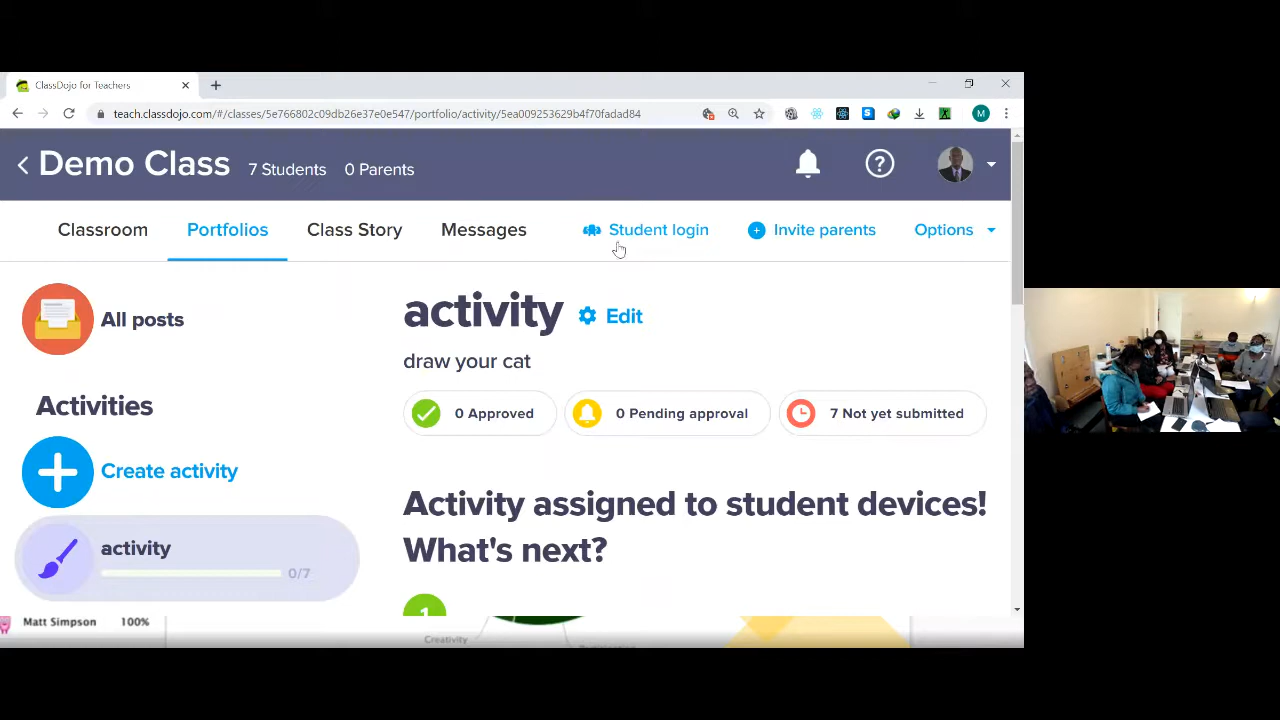 ClassDojo for Teachers
teach.classdojo.com/#/classes/5e766802c09db26e37e0e547/portfolio/activity/5ea009253629b4f70fadad84
M
Demo Class
7 Students
0 Parents
Classroom
Portfolios
Class Story
Messages
Student login
Invite parents
Options
All posts
Activities
Create activity
activity
0/7
activity
Edit
draw your cat
0 Approved
0 Pending approval
7 Not yet submitted
Activity assigned to student devices!
What's next?
1
Matt Simpson 100%
Creativity